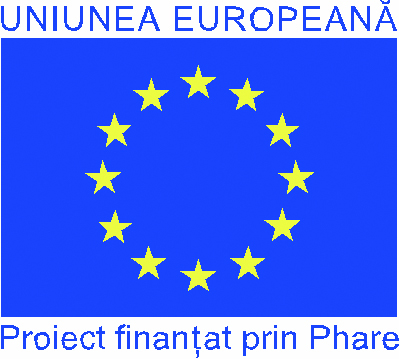 UNIUNEA EUROPEANĂ
Proiect finanțat prin Phare